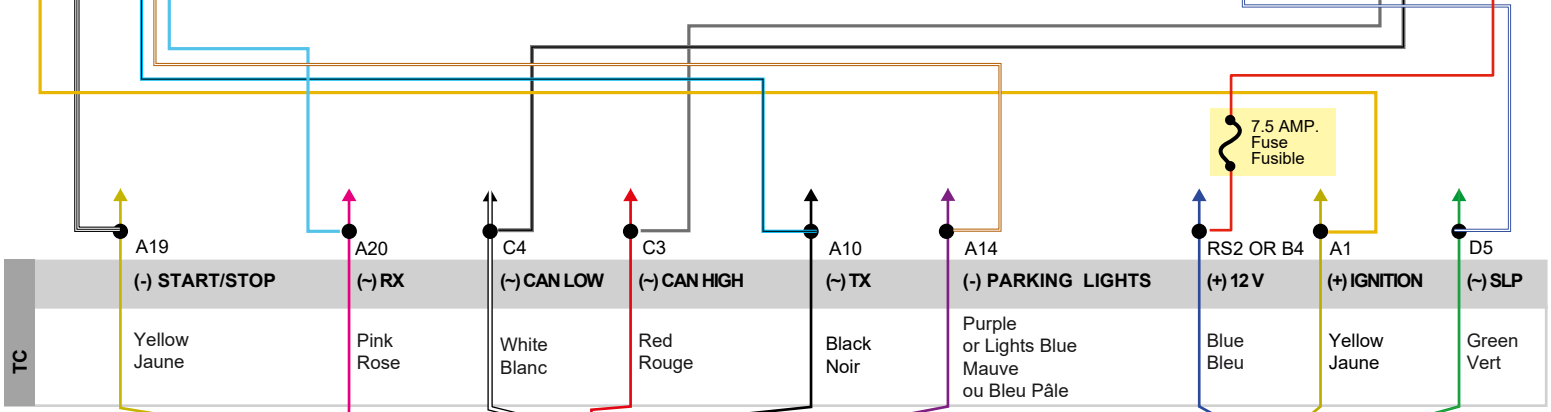 7.5 AMP.
Fuse
Fusible
A19
A20
C4
C3
A10
A14
RS2 OR B4
A1
D5
TC
(-) START/STOP
(~) RX
(~) CAN LOW
(~) CAN HIGH
(~) TX
(-) PARKING LIGHTS
(+) 12 V
(+) IGNITION
(~) SLP
Yellow
Jaune
Pink
Rose
White
Blanc
Red
Rouge
Black
Noir
Purple
or Lights Blue
Mauve
ou Bleu Pâle
Blue
Bleu
Yellow
Jaune
Green
Vert